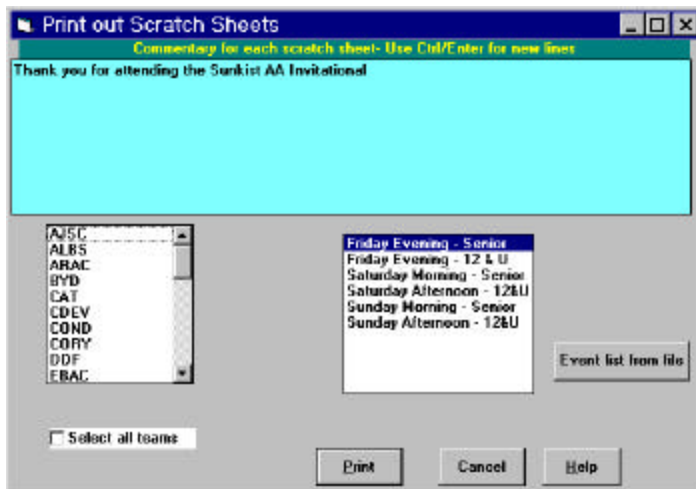 Print out Scratch Sheets
Commentary for each scratch sheet- Use Ctrl/Enter for new lines
Thank you for attending the Sunkist AA Invitational
AJSC
ALBS
ARAC
BYD
CAT
CDEV
COND
CORY
DDF
EBAC
Friday Evening - Senior
Friday Evening - 12 & U
Saturday Morning - Senior
Saturday Afternoon - 12&U
Sunday Morning - Senior
Sunday Afternoon - 12&U
Event list from file
Select all teams
Print
Cancel
Help